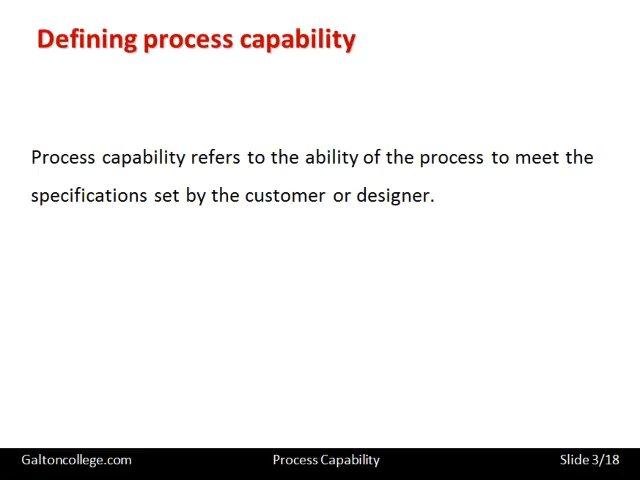 Defining process capability
Process capability refers to the ability of the process to meet the
specifications set by the customer or designer.
Galtoncollege.com Process Capability Slide 3/18